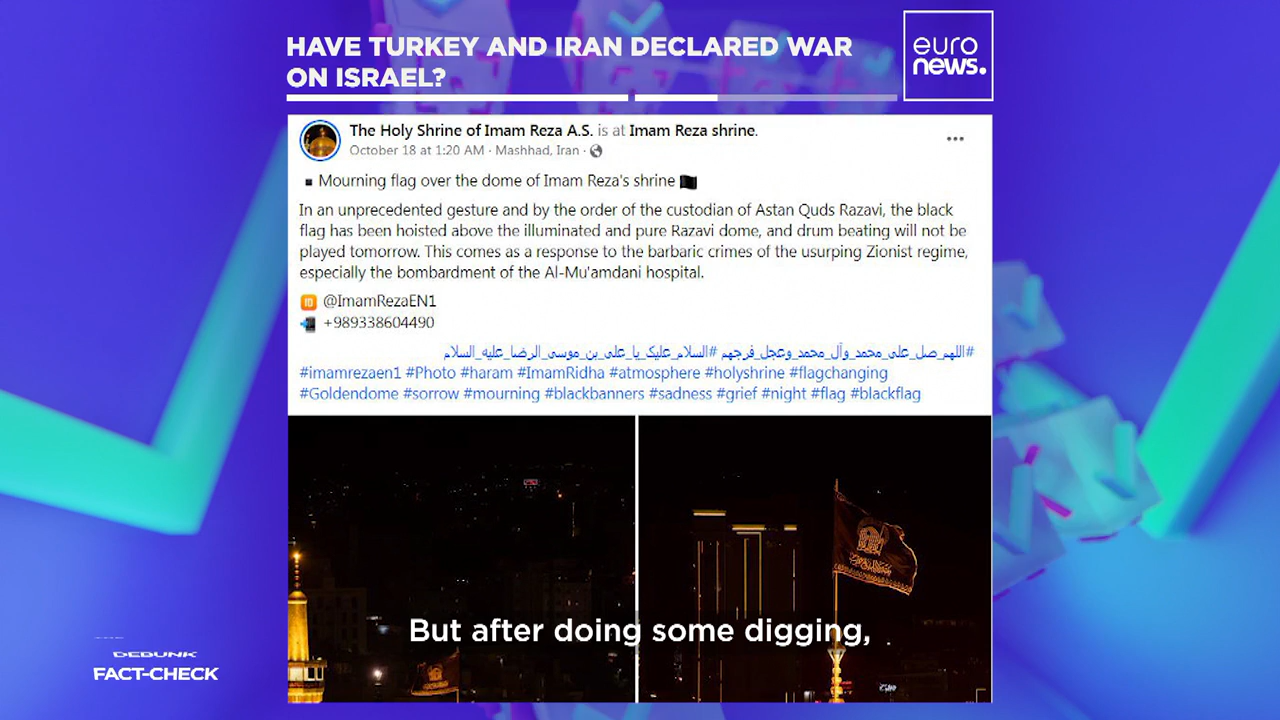 HAVE TURKEY AND IRAN DECLARED WAR
ON ISRAEL?
euro
news.
The Holy Shrine of Imam Reza A.S. is at Imam Reza shrine.
October 18 at 1:20 AM · Mashhad, Iran ·
▪ Mourning flag over the dome of Imam Reza's shrine 🏴
In an unprecedented gesture and by the order of the custodian of Astan Quds Razavi, the black
flag has been hoisted above the illuminated and pure Razavi dome, and drum beating will not be
played tomorrow. This comes as a response to the barbaric crimes of the usurping Zionist regime,
especially the bombardment of the Al-Mu'amdani hospital.
🆔 @ImamRezaEN1
📲 +989338604490
#اللهم_صل_علی_محمد_وآل_محمد_وعجل_فرجهم #السلام_علیک_یا_علی_بن_موسی_الرضا_علیه_السلام
#imamrezaen1 #Photo #haram #ImamRidha #atmosphere #holyshrine #flagchanging
#Goldendome #sorrow #mourning #blackbanners #sadness #grief #night #flag #blackflag
But after doing some digging,
DEBUNK
FACT-CHECK